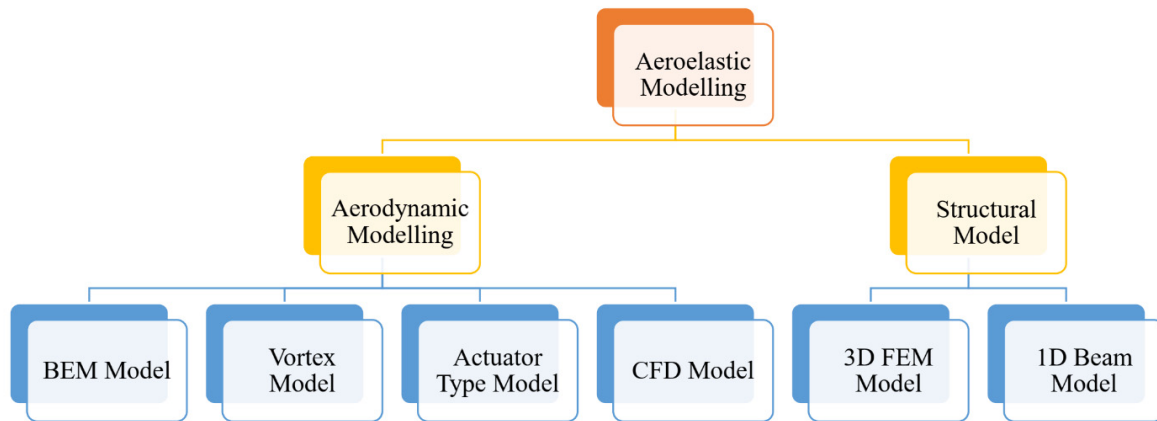 Aeroelastic
Modelling
Aerodynamic
Modelling
Structural
Model
BEM Model
Vortex
Model
Actuator
Type Model
CFD Model
3D FEM
Model
1D Beam
Model